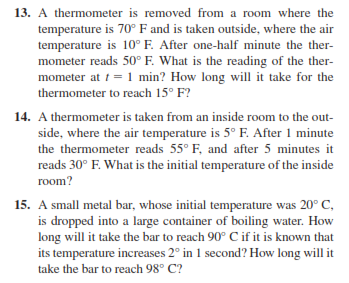 13. A thermometer is removed from a room where the
temperature is 70° F and is taken outside, where the air
temperature is 10° F. After one-half minute the ther-
mometer reads 50° F. What is the reading of the ther-
mometer at t = 1 min? How long will it take for the
thermometer to reach 15° F?
14. A thermometer is taken from an inside room to the out-
side, where the air temperature is 5° F. After 1 minute
the thermometer reads 55° F, and after 5 minutes it
reads 30° F. What is the initial temperature of the inside
room?
15. A small metal bar, whose initial temperature was 20° C,
is dropped into a large container of boiling water. How
long will it take the bar to reach 90° C if it is known that
its temperature increases 2° in 1 second? How long will it
take the bar to reach 98° C?